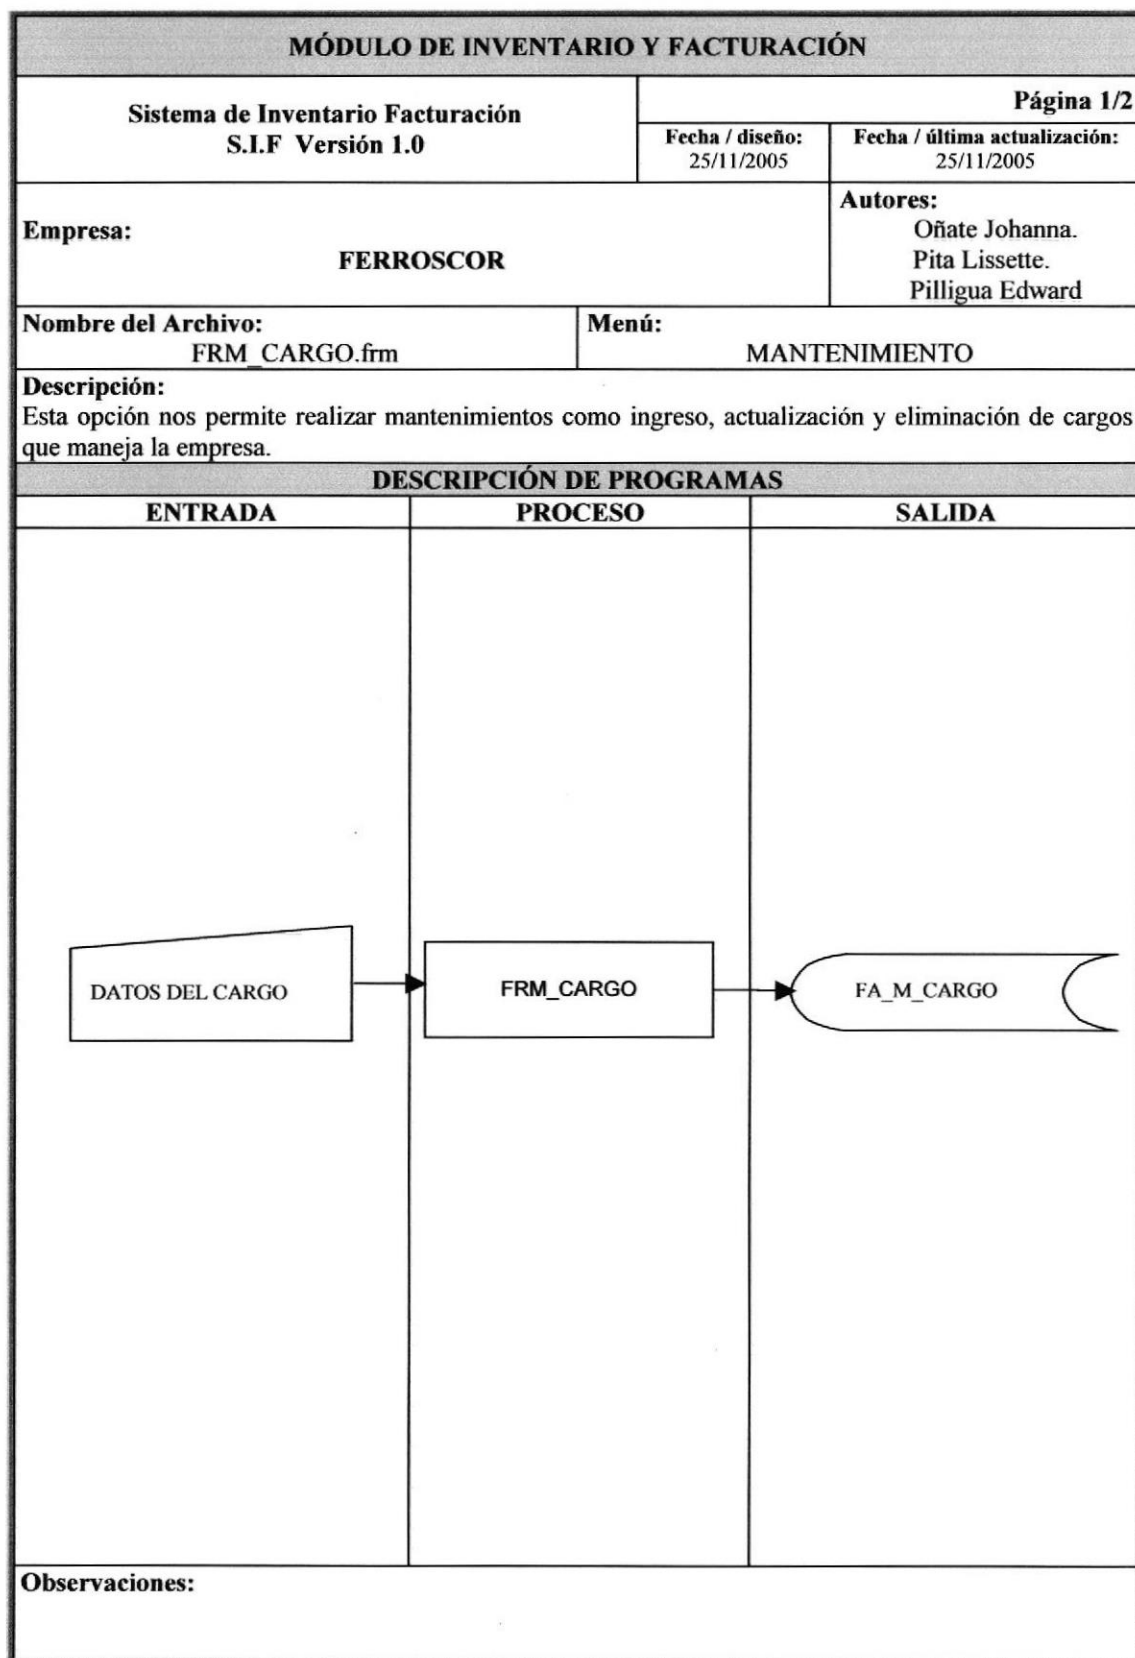 MÓDULO DE INVENTARIO Y FACTURACIÓN
Sistema de Inventario Facturación
S.I.F Versión 1.0
Página 1/2
Fecha / diseño:
25/11/2005
Fecha / última actualización:
25/11/2005
Empresa:
FERROSCOR
Autores:
Oñate Johanna.
Pita Lissette.
Pilligua Edward
Nombre del Archivo:
FRM_CARGO.frm
Menú:
MANTENIMIENTO
Descripción:
Esta opción nos permite realizar mantenimientos como ingreso, actualización y eliminación de cargos
que maneja la empresa.
DESCRIPCIÓN DE PROGRAMAS
ENTRADA PROCESO SALIDA
DATOS DEL CARGO FRM_CARGO FA_M_CARGO
Observaciones: